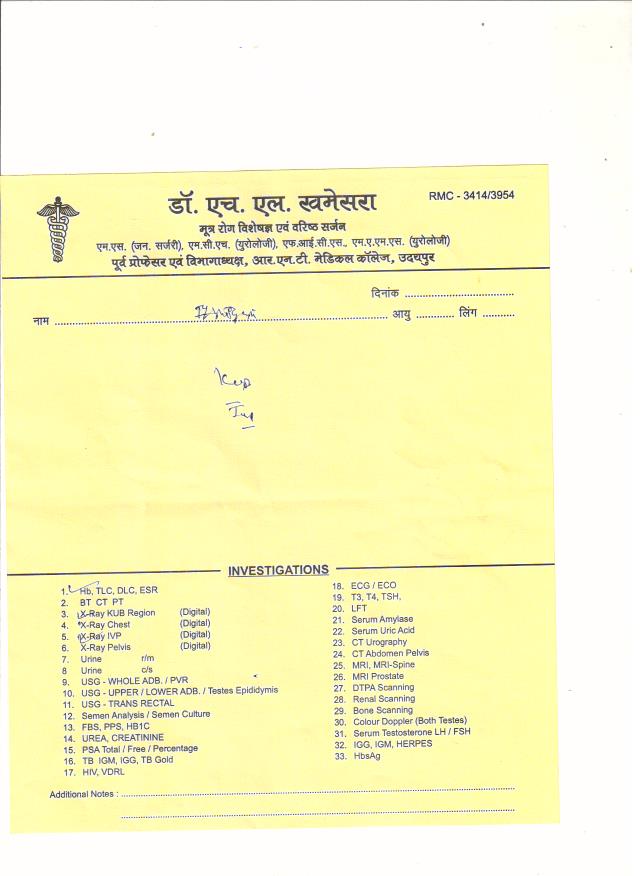 डॉ. एच. एल. खमेसरा
RMC - 3414/3954
मूत्र रोग विशेषज्ञ एवं वरिष्ठ सर्जन
एम.एस. (जन. सर्जरी), एम.सी.एच. (युरोलोजी), एफ.आई.सी.एस., एम.ए.एम.एस. (युरोलोजी)
पूर्व प्रोफेसर एवं विभागाध्यक्ष, आर.एन.टी. मेडिकल कॉलेज, उदयपुर
दिनांक
नाम आयु लिंग
Kub
Ivp
INVESTIGATIONS
1. Hb, TLC, DLC, ESR
2. BT CT PT
3. X-Ray KUB Region (Digital)
4. X-Ray Chest (Digital)
5. X-Ray IVP (Digital)
6. X-Ray Pelvis (Digital)
7. Urine r/m
8 Urine c/s
9. USG - WHOLE ADB. / PVR
10. USG - UPPER / LOWER ADB. / Testes Epididymis
11. USG - TRANS RECTAL
12. Semen Analysis / Semen Culture
13. FBS, PPS, HB1C
14. UREA, CREATININE
15. PSA Total / Free / Percentage
16. TB IGM, IGG, TB Gold
17. HIV, VDRL
18. ECG / ECO
19. T3, T4, TSH,
20. LFT
21. Serum Amylase
22. Serum Uric Acid
23. CT Urography
24. CT Abdomen Pelvis
25. MRI, MRI-Spine
26. MRI Prostate
27. DTPA Scanning
28. Renal Scanning
29. Bone Scanning
30. Colour Doppler (Both Testes)
31. Serum Testosterone LH / FSH
32. IGG, IGM, HERPES
33. HbsAg
Additional Notes :